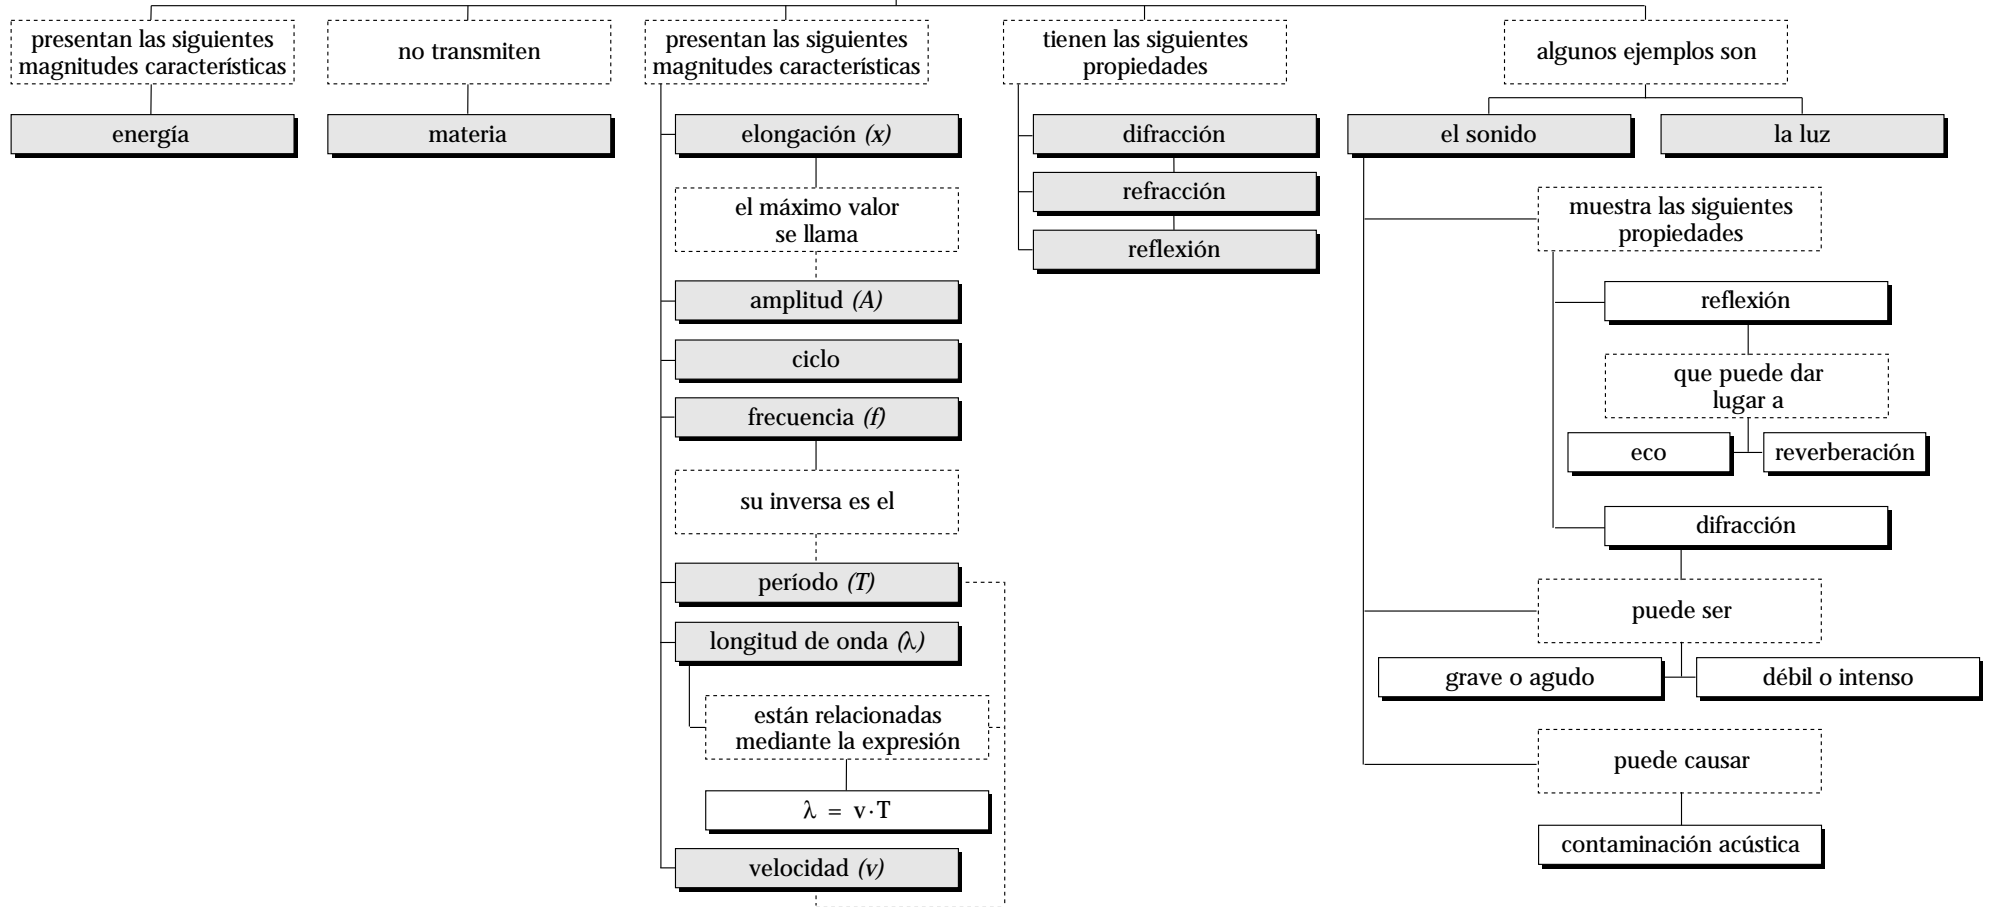 presentan las siguientes
magnitudes características
energía
no transmiten
materia
presentan las siguientes
magnitudes características
elongación (x)
el máximo valor
se llama
amplitud (A)
ciclo
frecuencia (f)
su inversa es el
período (T)
longitud de onda (λ)
están relacionadas
mediante la expresión
λ = v·T
velocidad (v)
tienen las siguientes
propiedades
difracción
refracción
reflexión
algunos ejemplos son
el sonido
la luz
muestra las siguientes
propiedades
reflexión
que puede dar
lugar a
eco
reverberación
difracción
puede ser
grave o agudo
débil o intenso
puede causar
contaminación acústica